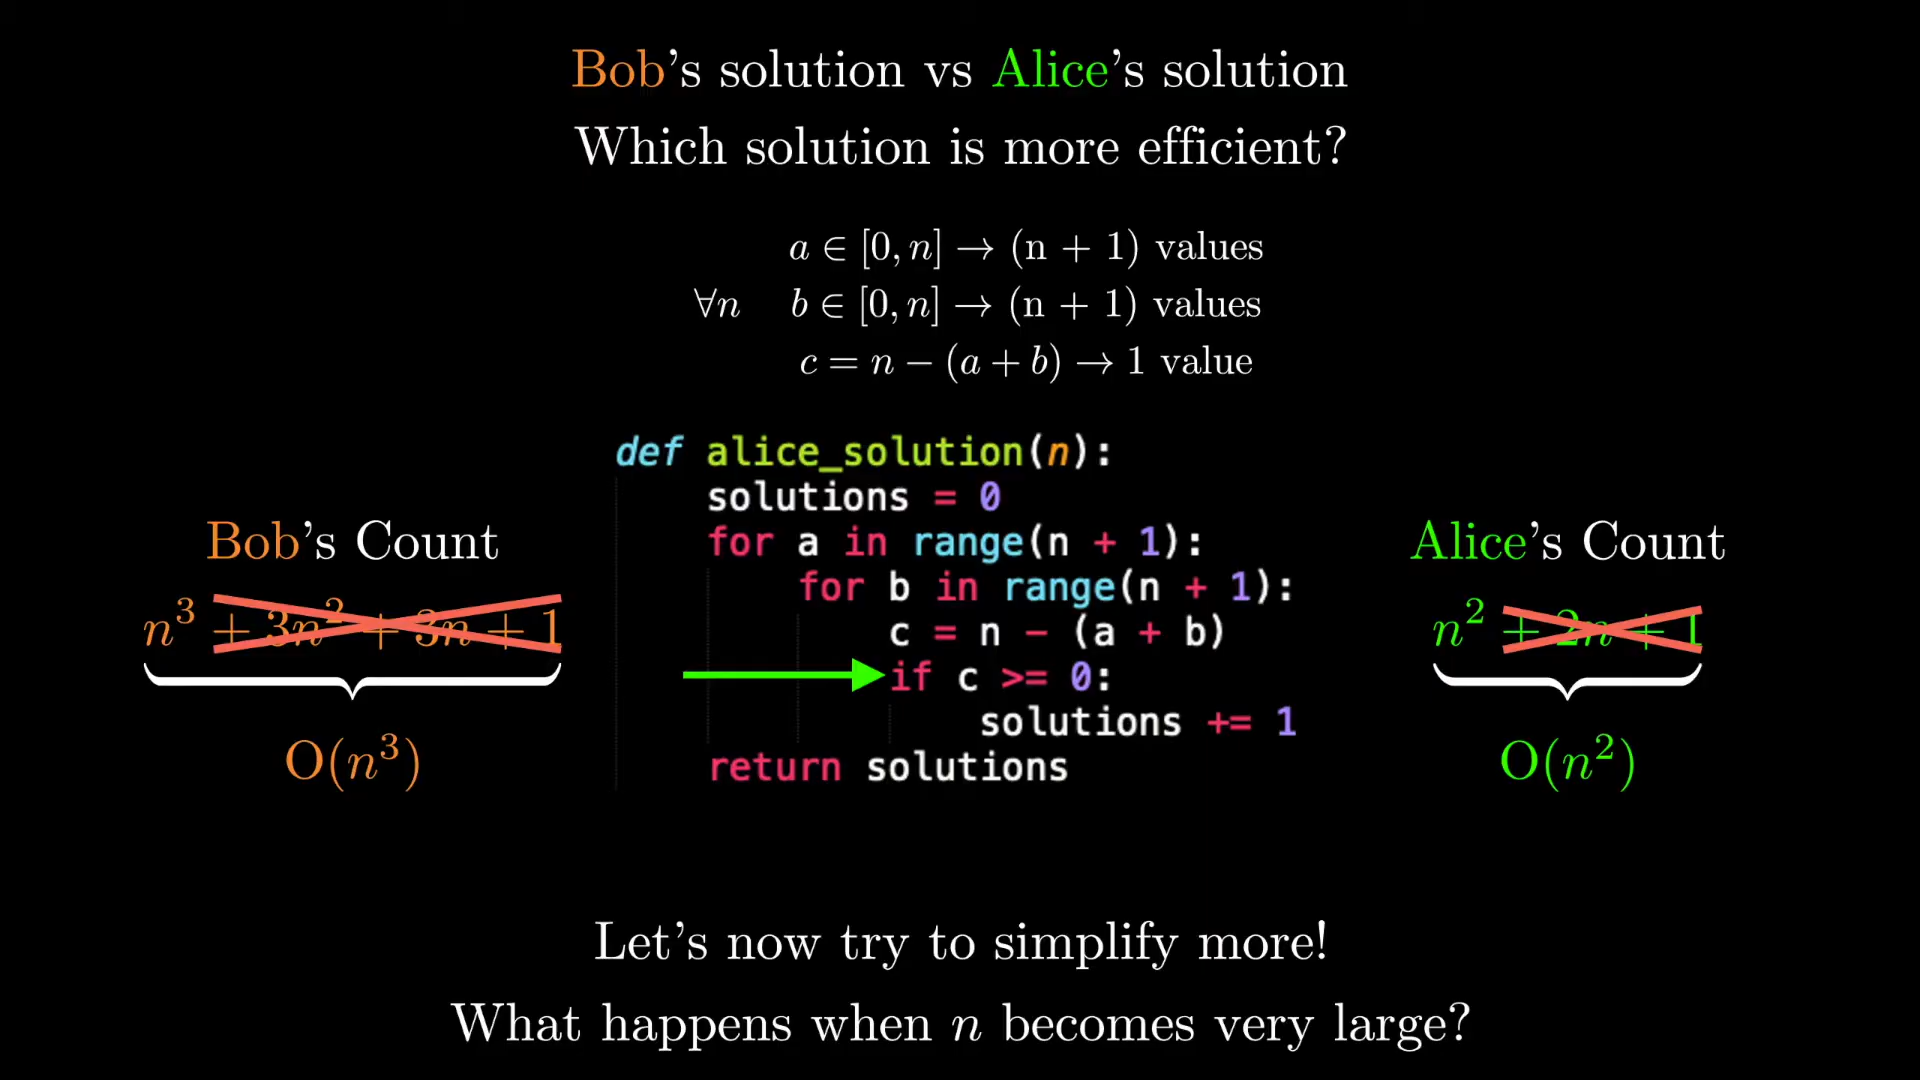 Bob's solution vs Alice's solution
Which solution is more efficient?
a ∈ [0, n] → (n + 1) values
∀n b ∈ [0, n] → (n + 1) values
c = n − (a + b) → 1 value
def alice_solution(n):
solutions = 0
for a in range(n + 1):
for b in range(n + 1):
c = n - (a + b)
if c >= 0:
solutions += 1
return solutions
Bob's Count
n³ + 3n² + 3n + 1
O(n³)
Alice's Count
n² + 2n + 1
O(n²)
Let's now try to simplify more!
What happens when n becomes very large?